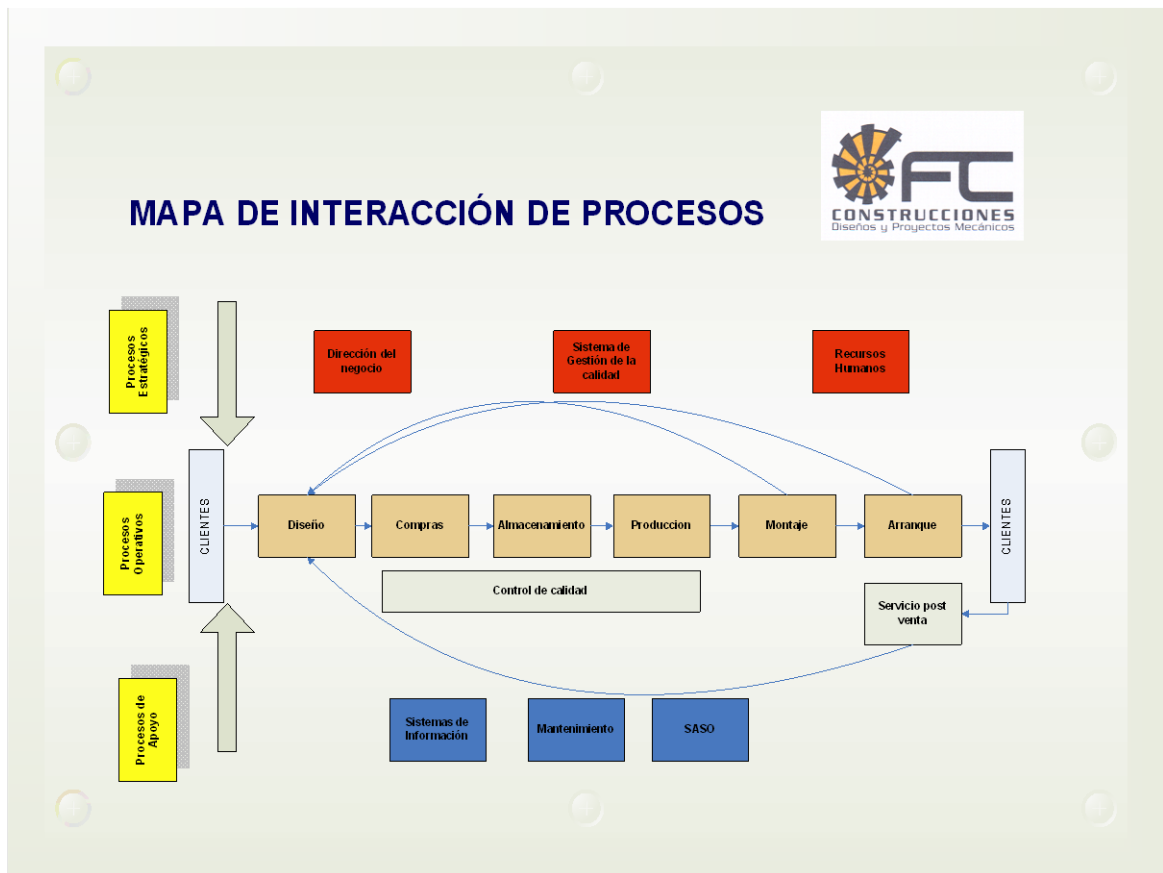 FC
CONSTRUCCIONES
Diseños y Proyectos Mecánicos
MAPA DE INTERACCIÓN DE PROCESOS
Procesos
Estratégicos
Dirección del
negocio
Sistema de
Gestión de la
calidad
Recursos
Humanos
Procesos
Operativos
CLIENTES
Diseño
Compras
Almacenamiento
Produccion
Montaje
Arranque
CLIENTES
Control de calidad
Servicio post
venta
Procesos de
Apoyo
Sistemas de
Información
Mantenimiento
SASO